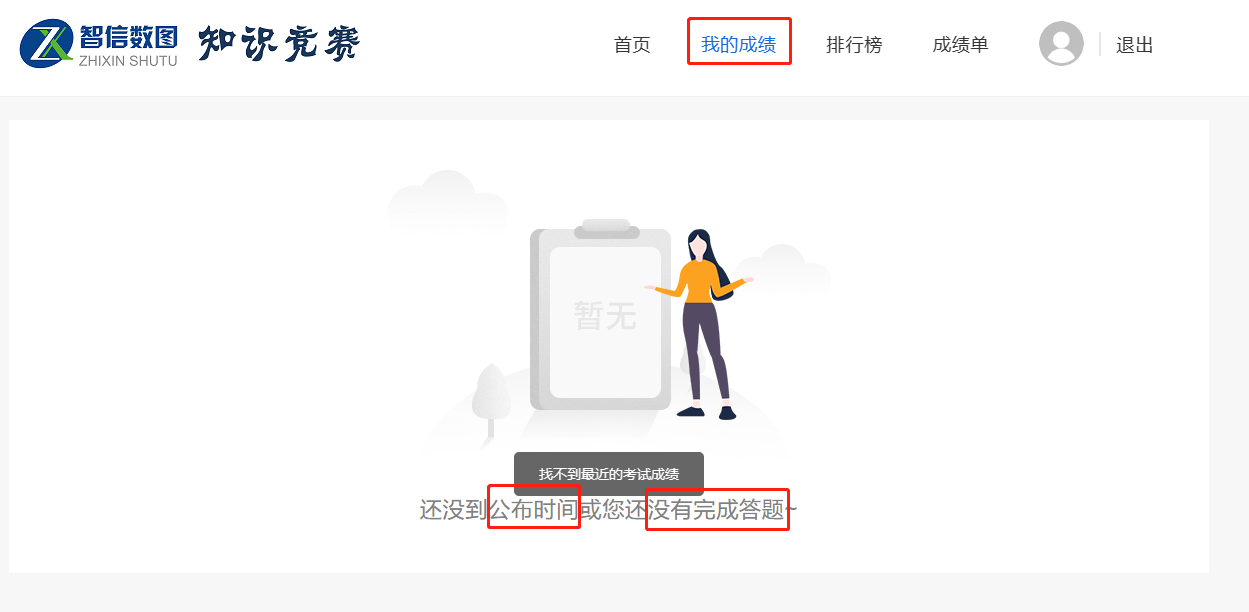 智信数图
ZHIXIN SHUTU
知识竞赛
首页
我的成绩
排行榜
成绩单
退出
暂无
找不到最近的考试成绩
还没到公布时间或您还没有完成答题~